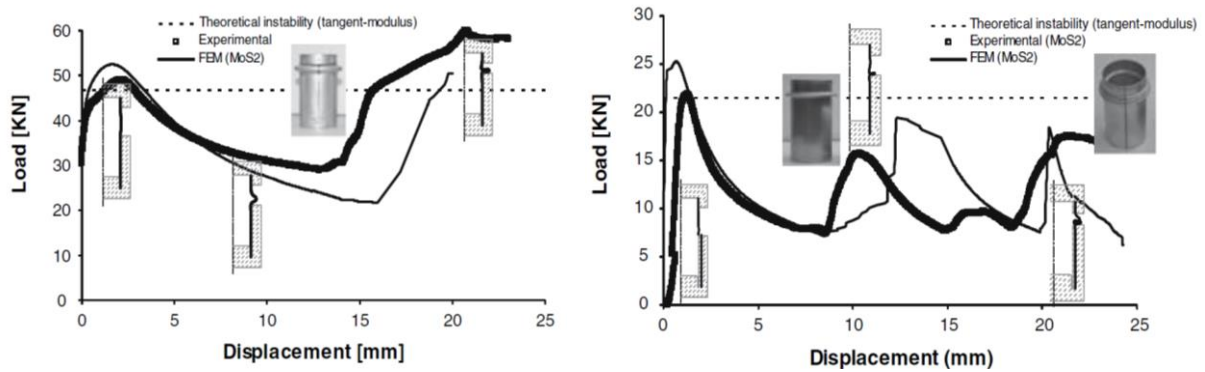 Theoretical instability (tangent-modulus)
Experimental
FEM (MoS2)
60
50
40
30
20
10
0
Load [KN]
0 5 10 15 20 25
Displacement [mm]
Theoretical instability (tangent-modulus)
Experimental (MoS2)
FEM (MoS2)
30
25
20
15
10
5
0
Load [KN]
0 5 10 15 20 25
Displacement (mm)